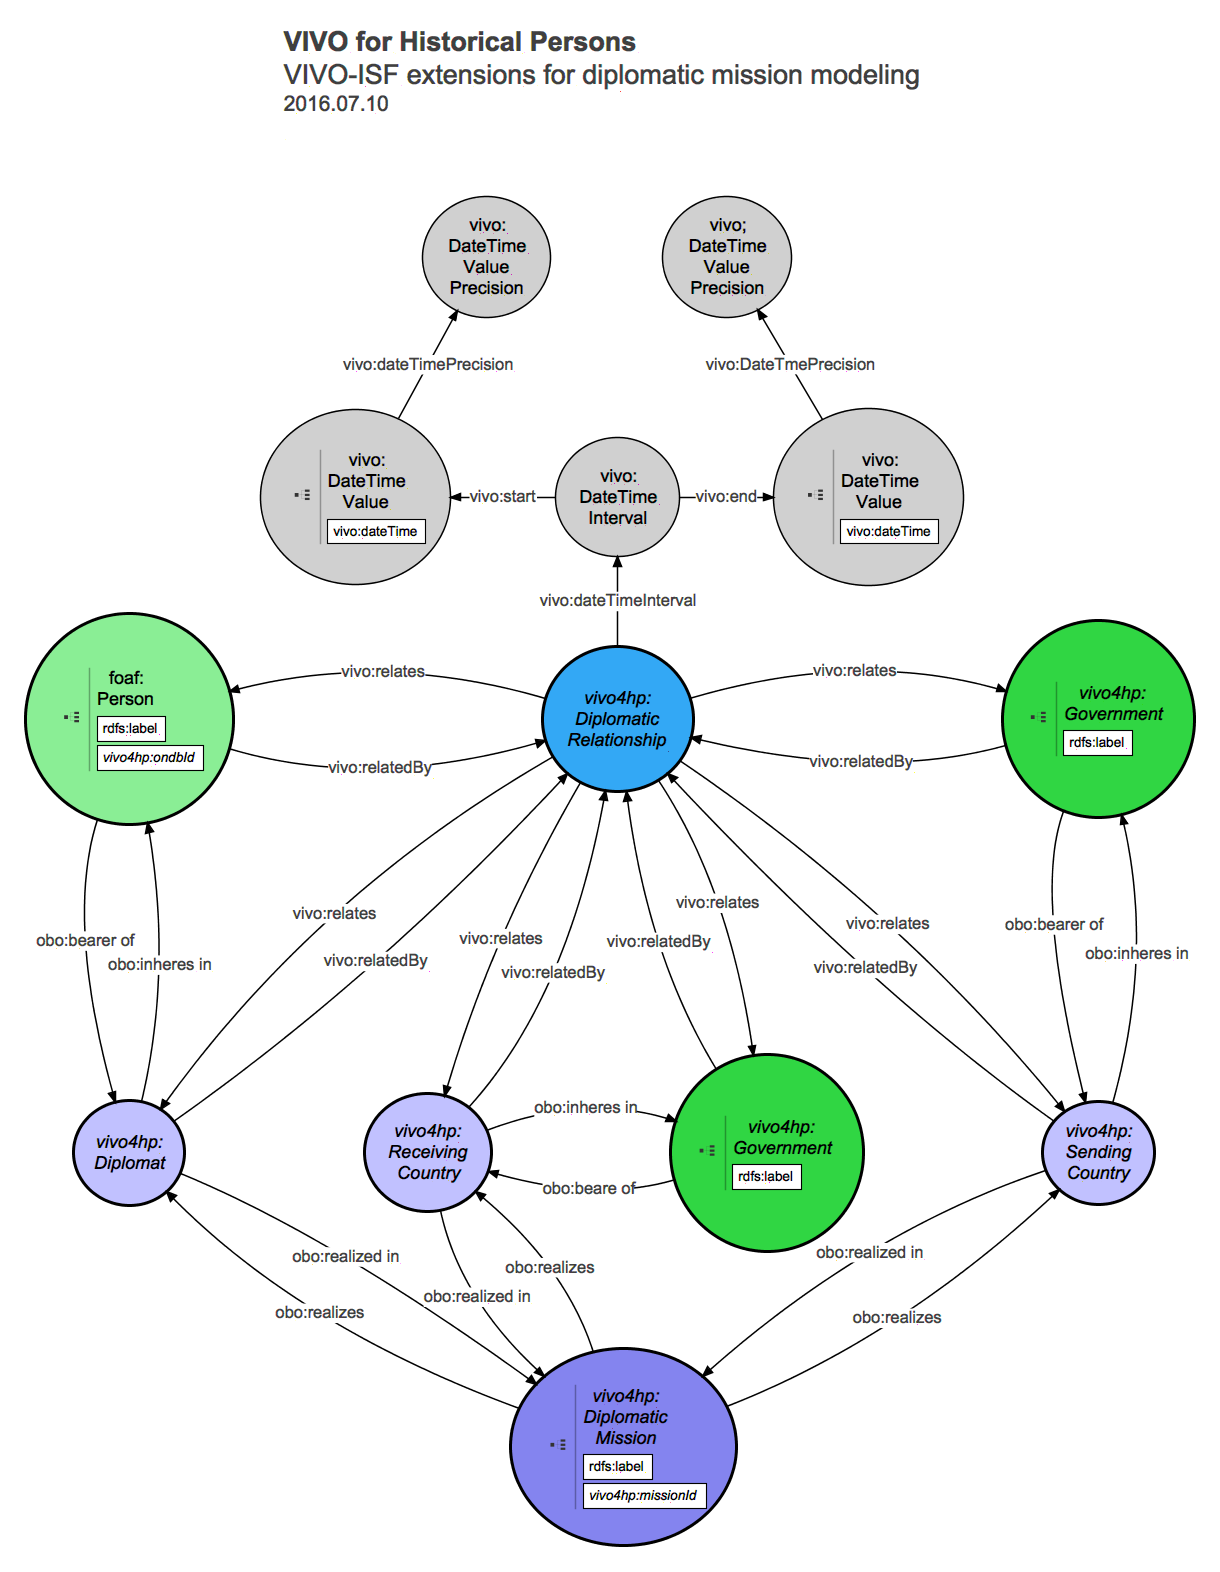 VIVO for Historical Persons
VIVO-ISF extensions for diplomatic mission modeling
2016.07.10
vivo:
DateTime
Value
Precision
vivo;
DateTime
Value
Precision
vivo:dateTimePrecision
vivo:DateTmePrecision
vivo:
DateTime
Value
vivo:dateTime
vivo:start
vivo:
DateTime
Interval
vivo:end
vivo:
DateTime
Value
vivo:dateTime
vivo:dateTimeInterval
foaf:
Person
rdfs:label
vivo4hp:ondbId
vivo:relates
vivo:relatedBy
vivo4hp:
Diplomatic
Relationship
vivo:relates
vivo:relatedBy
vivo4hp:
Government
rdfs:label
obo:bearer of
obo:inheres in
vivo:relates
vivo:relatedBy
vivo:relates
vivo:relatedBy
vivo:relatedBy
vivo:relates
vivo:relates
vivo:relatedBy
obo:bearer of
obo:inheres in
vivo4hp:
Diplomat
vivo4hp:
Receiving
Country
obo:inheres in
obo:beare of
vivo4hp:
Government
rdfs:label
vivo4hp:
Sending
Country
obo:realized in
obo:realizes
obo:realized in
obo:realizes
obo:realized in
obo:realizes
vivo4hp:
Diplomatic
Mission
rdfs:label
vivo4hp:missionId